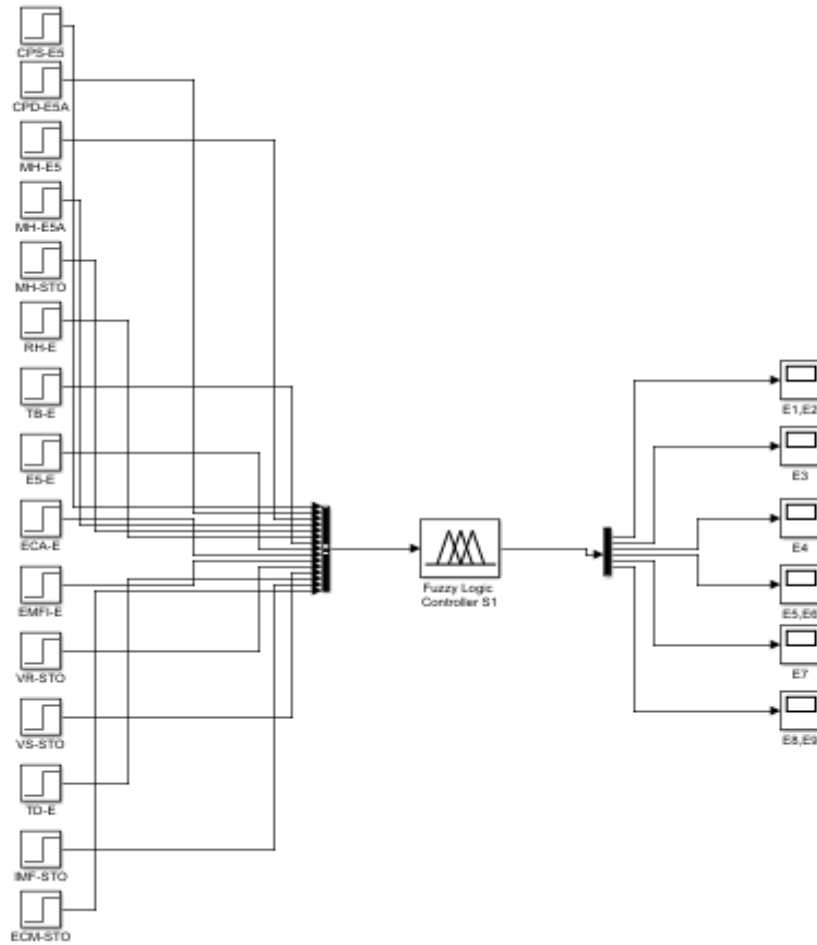 CPS-E5
CPD-E5A
MH-E5
MH-E5A
MH-STO
RH-E
TB-E
E5-E
ECA-E
EMFI-E
VR-STO
VS-STO
TD-E
IMF-STO
ECM-STO
Fuzzy Logic
Controller S1
E1,E2
E3
E4
E5,E6
E7
E8,E9